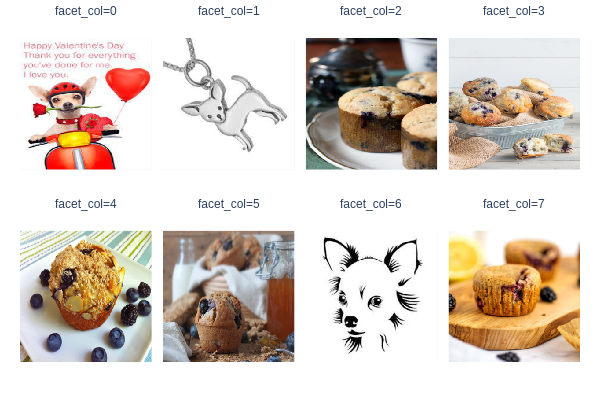 facet_col=0
facet_col=1
facet_col=2
facet_col=3
Happy Valentine's Day
Thank you for everything
you've done for me.
I love you.
facet_col=4
facet_col=5
facet_col=6
facet_col=7